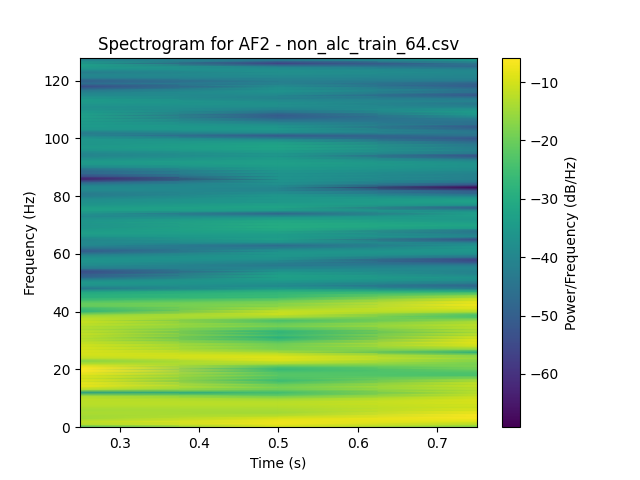 Spectrogram for AF2 - non_alc_train_64.csv
Frequency (Hz)
120
100
80
60
40
20
0
0.3 0.4 0.5 0.6 0.7
Time (s)
−10
−20
−30
−40
−50
−60
Power/Frequency (dB/Hz)